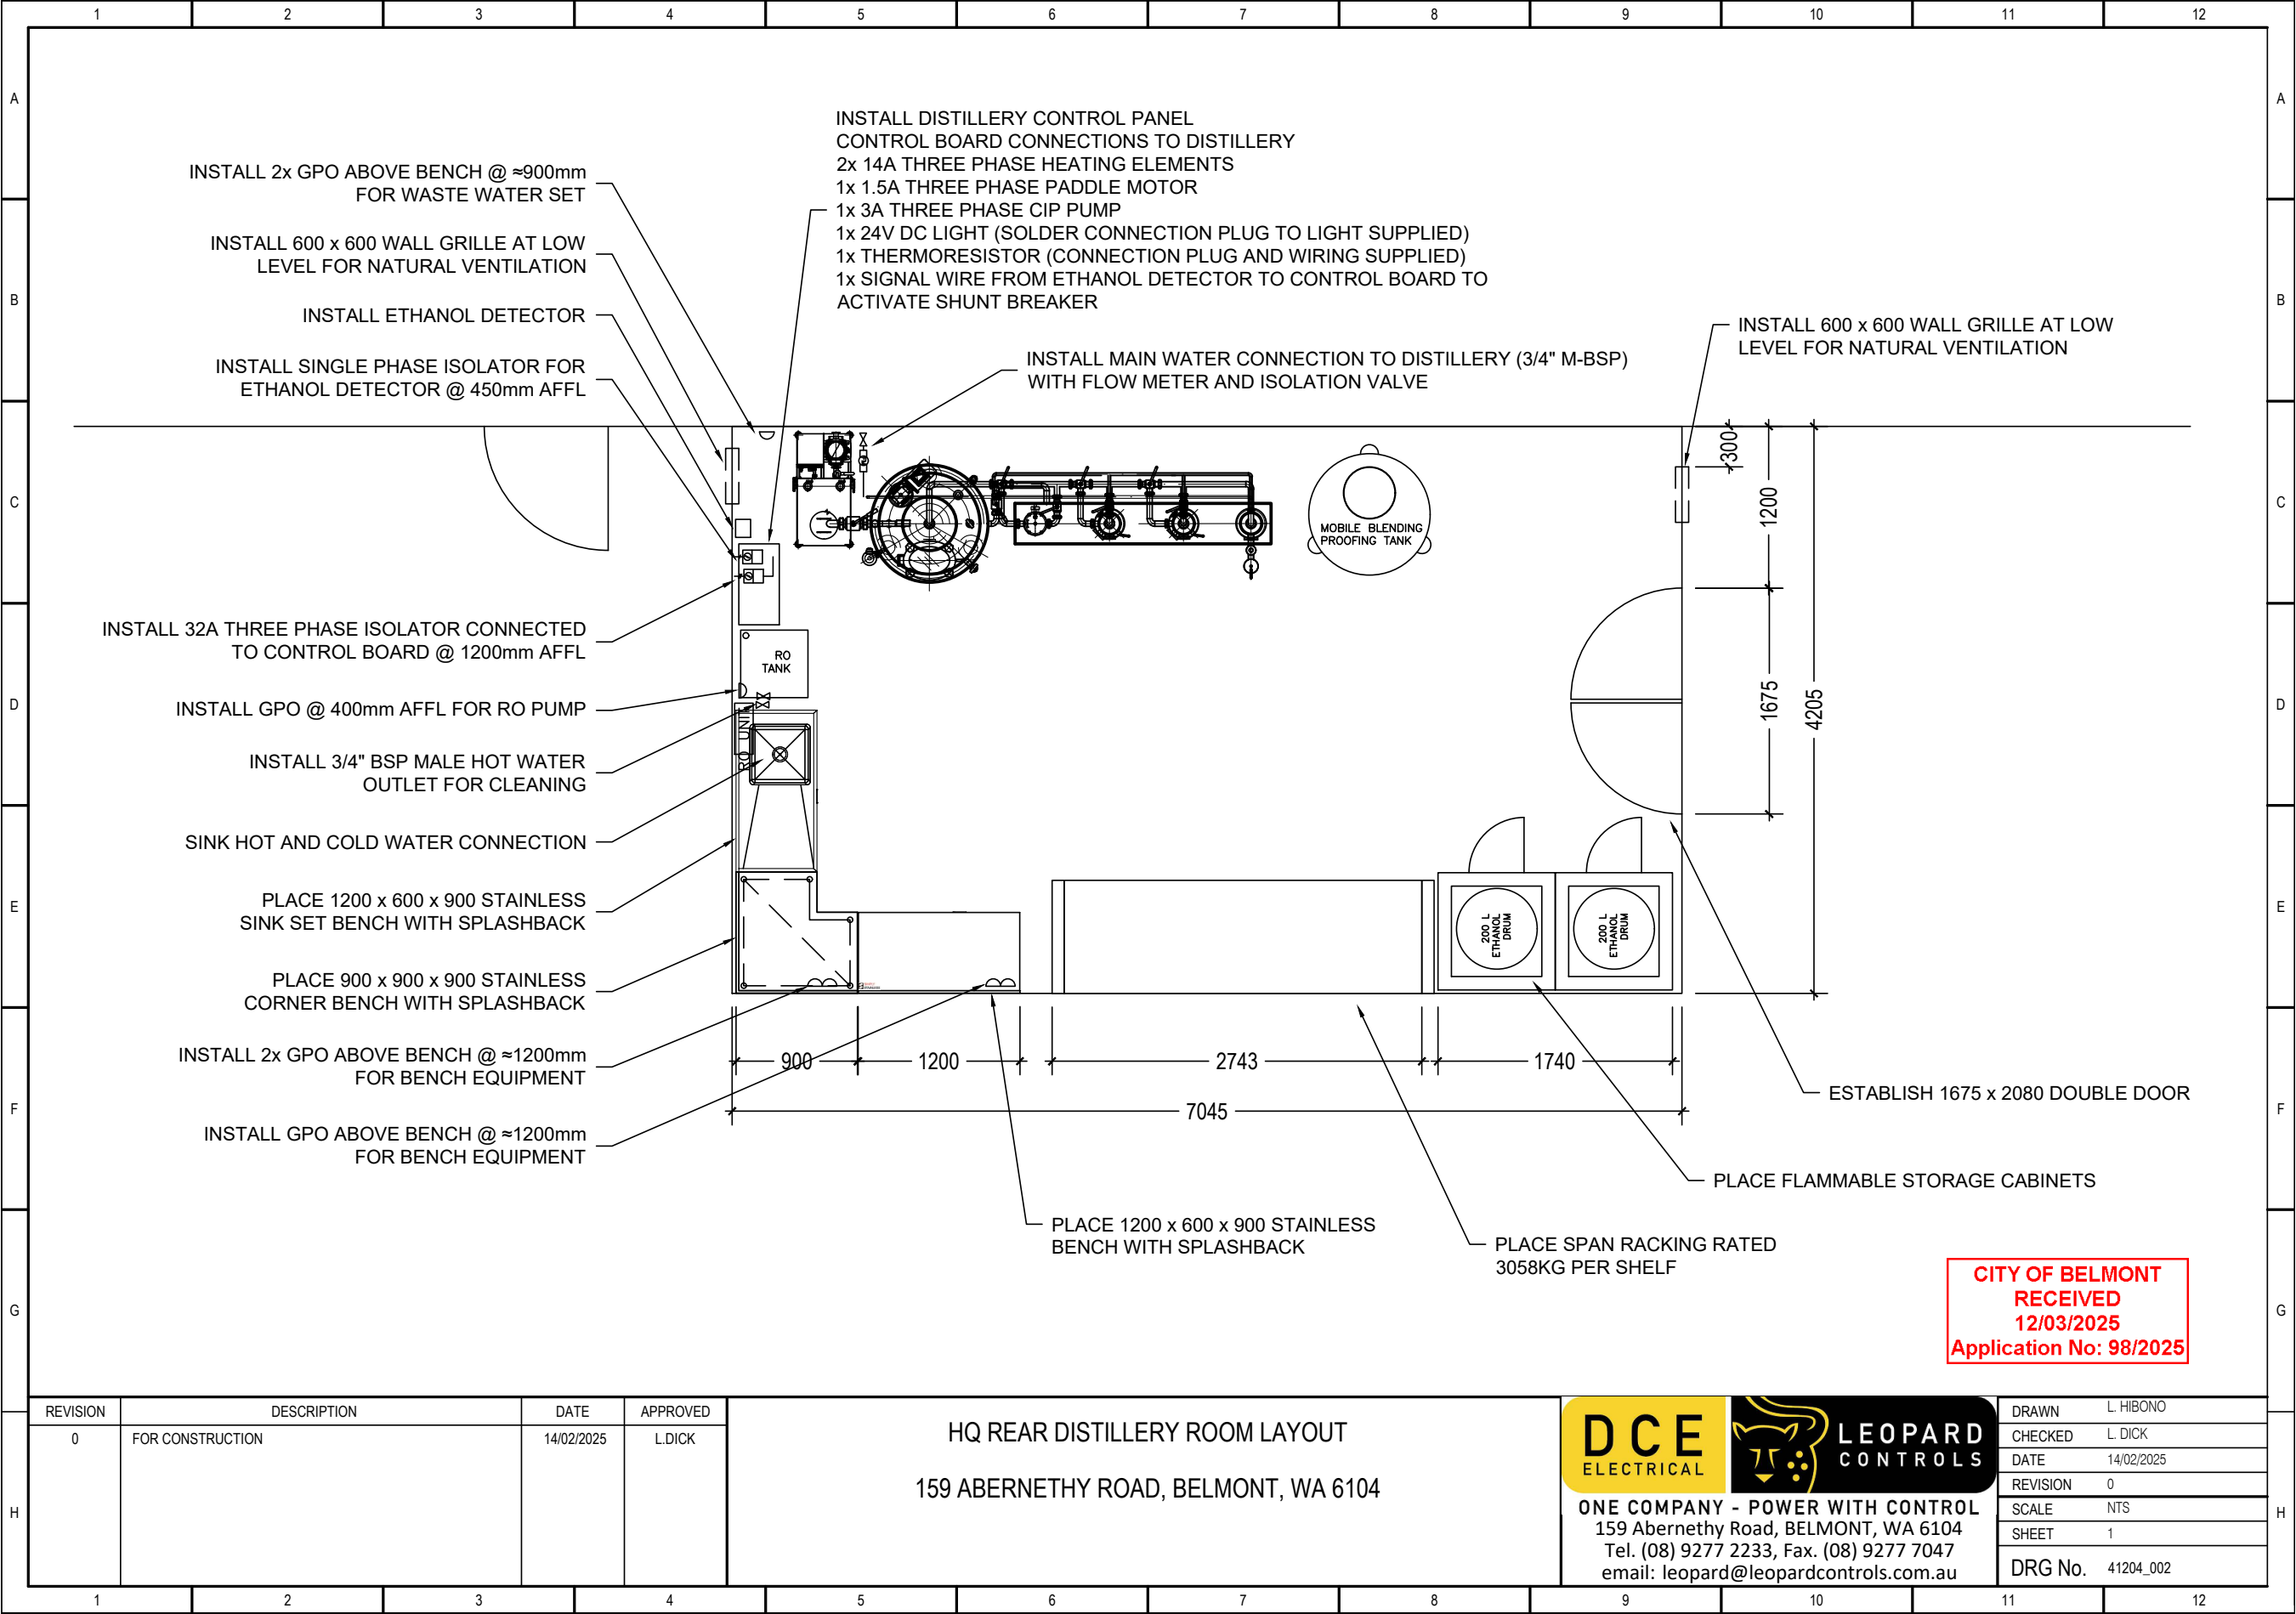 1 2 3 4 5 6 7 8 9 10 11 12
A A
B B
C C
D D
E E
F F
G G
H H
INSTALL 2x GPO ABOVE BENCH @ ≈900mm
FOR WASTE WATER SET
INSTALL 600 x 600 WALL GRILLE AT LOW
LEVEL FOR NATURAL VENTILATION
INSTALL ETHANOL DETECTOR
INSTALL SINGLE PHASE ISOLATOR FOR
ETHANOL DETECTOR @ 450mm AFFL
INSTALL DISTILLERY CONTROL PANEL
CONTROL BOARD CONNECTIONS TO DISTILLERY
2x 14A THREE PHASE HEATING ELEMENTS
1x 1.5A THREE PHASE PADDLE MOTOR
1x 3A THREE PHASE CIP PUMP
1x 24V DC LIGHT (SOLDER CONNECTION PLUG TO LIGHT SUPPLIED)
1x THERMORESISTOR (CONNECTION PLUG AND WIRING SUPPLIED)
1x SIGNAL WIRE FROM ETHANOL DETECTOR TO CONTROL BOARD TO
ACTIVATE SHUNT BREAKER
INSTALL MAIN WATER CONNECTION TO DISTILLERY (3/4" M-BSP)
WITH FLOW METER AND ISOLATION VALVE
INSTALL 600 x 600 WALL GRILLE AT LOW
LEVEL FOR NATURAL VENTILATION
300
1200
1675
4205
MOBILE BLENDING
PROOFING TANK
INSTALL 32A THREE PHASE ISOLATOR CONNECTED
TO CONTROL BOARD @ 1200mm AFFL
RO
TANK
INSTALL GPO @ 400mm AFFL FOR RO PUMP
RO UNIT
INSTALL 3/4" BSP MALE HOT WATER
OUTLET FOR CLEANING
SINK HOT AND COLD WATER CONNECTION
PLACE 1200 x 600 x 900 STAINLESS
SINK SET BENCH WITH SPLASHBACK
PLACE 900 x 900 x 900 STAINLESS
CORNER BENCH WITH SPLASHBACK
INSTALL 2x GPO ABOVE BENCH @ ≈1200mm
FOR BENCH EQUIPMENT
INSTALL GPO ABOVE BENCH @ ≈1200mm
FOR BENCH EQUIPMENT
200 L
ETHANOL
DRUM
200 L
ETHANOL
DRUM
900 1200 2743 1740
7045
ESTABLISH 1675 x 2080 DOUBLE DOOR
PLACE FLAMMABLE STORAGE CABINETS
PLACE 1200 x 600 x 900 STAINLESS
BENCH WITH SPLASHBACK
PLACE SPAN RACKING RATED
3058KG PER SHELF
CITY OF BELMONT
RECEIVED
12/03/2025
Application No: 98/2025
REVISION DESCRIPTION DATE APPROVED
0 FOR CONSTRUCTION 14/02/2025 L.DICK
HQ REAR DISTILLERY ROOM LAYOUT
159 ABERNETHY ROAD, BELMONT, WA 6104
DCE
ELECTRICAL
LEOPARD
CONTROLS
ONE COMPANY - POWER WITH CONTROL
159 Abernethy Road, BELMONT, WA 6104
Tel. (08) 9277 2233, Fax. (08) 9277 7047
email: leopard@leopardcontrols.com.au
DRAWN L. HIBONO
CHECKED L. DICK
DATE 14/02/2025
REVISION 0
SCALE NTS
SHEET 1
DRG No. 41204_002
1 2 3 4 5 6 7 8 9 10 11 12